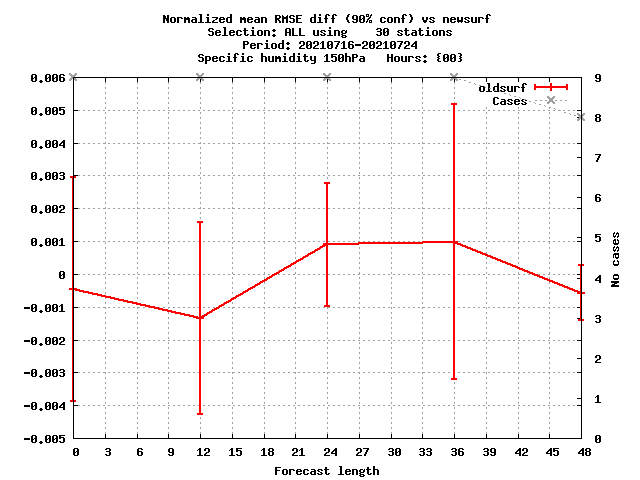 Normalized mean RMSE diff (90% conf) vs newsurf
Selection: ALL using    30 stations
Period: 20210716-20210724
Specific humidity 150hPa   Hours: {00}
oldsurf
Cases
0.006
0.005
0.004
0.003
0.002
0.001
0
-0.001
-0.002
-0.003
-0.004
-0.005
9
8
7
6
5
4
3
2
1
0
No cases
0 3 6 9 12 15 18 21 24 27 30 33 36 39 42 45 48
Forecast length